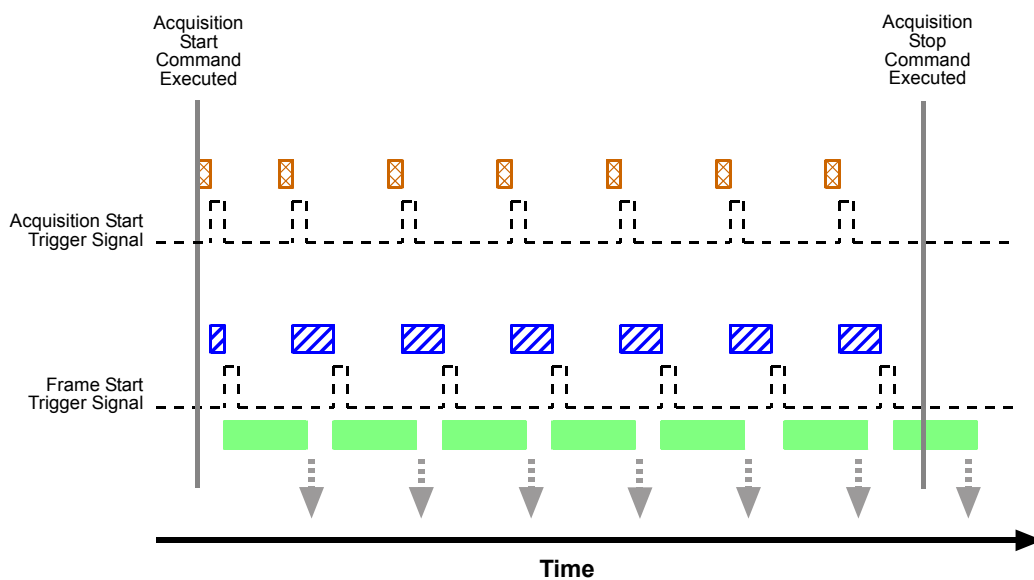 Acquisition
Start
Command
Executed
Acquisition
Stop
Command
Executed
Acquisition Start
Trigger Signal
Frame Start
Trigger Signal
Time